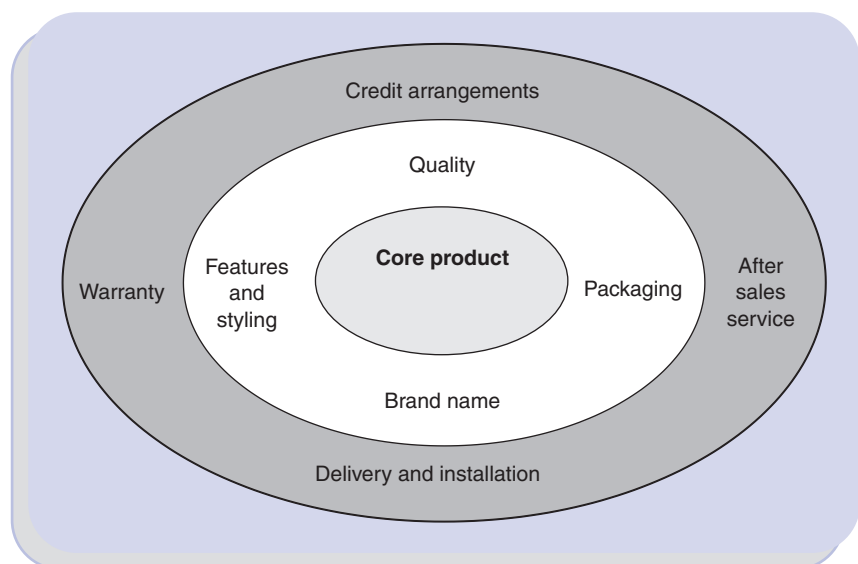 Credit arrangements
Quality
Core product
Features
and
styling
Packaging
Warranty
After
sales
service
Brand name
Delivery and installation